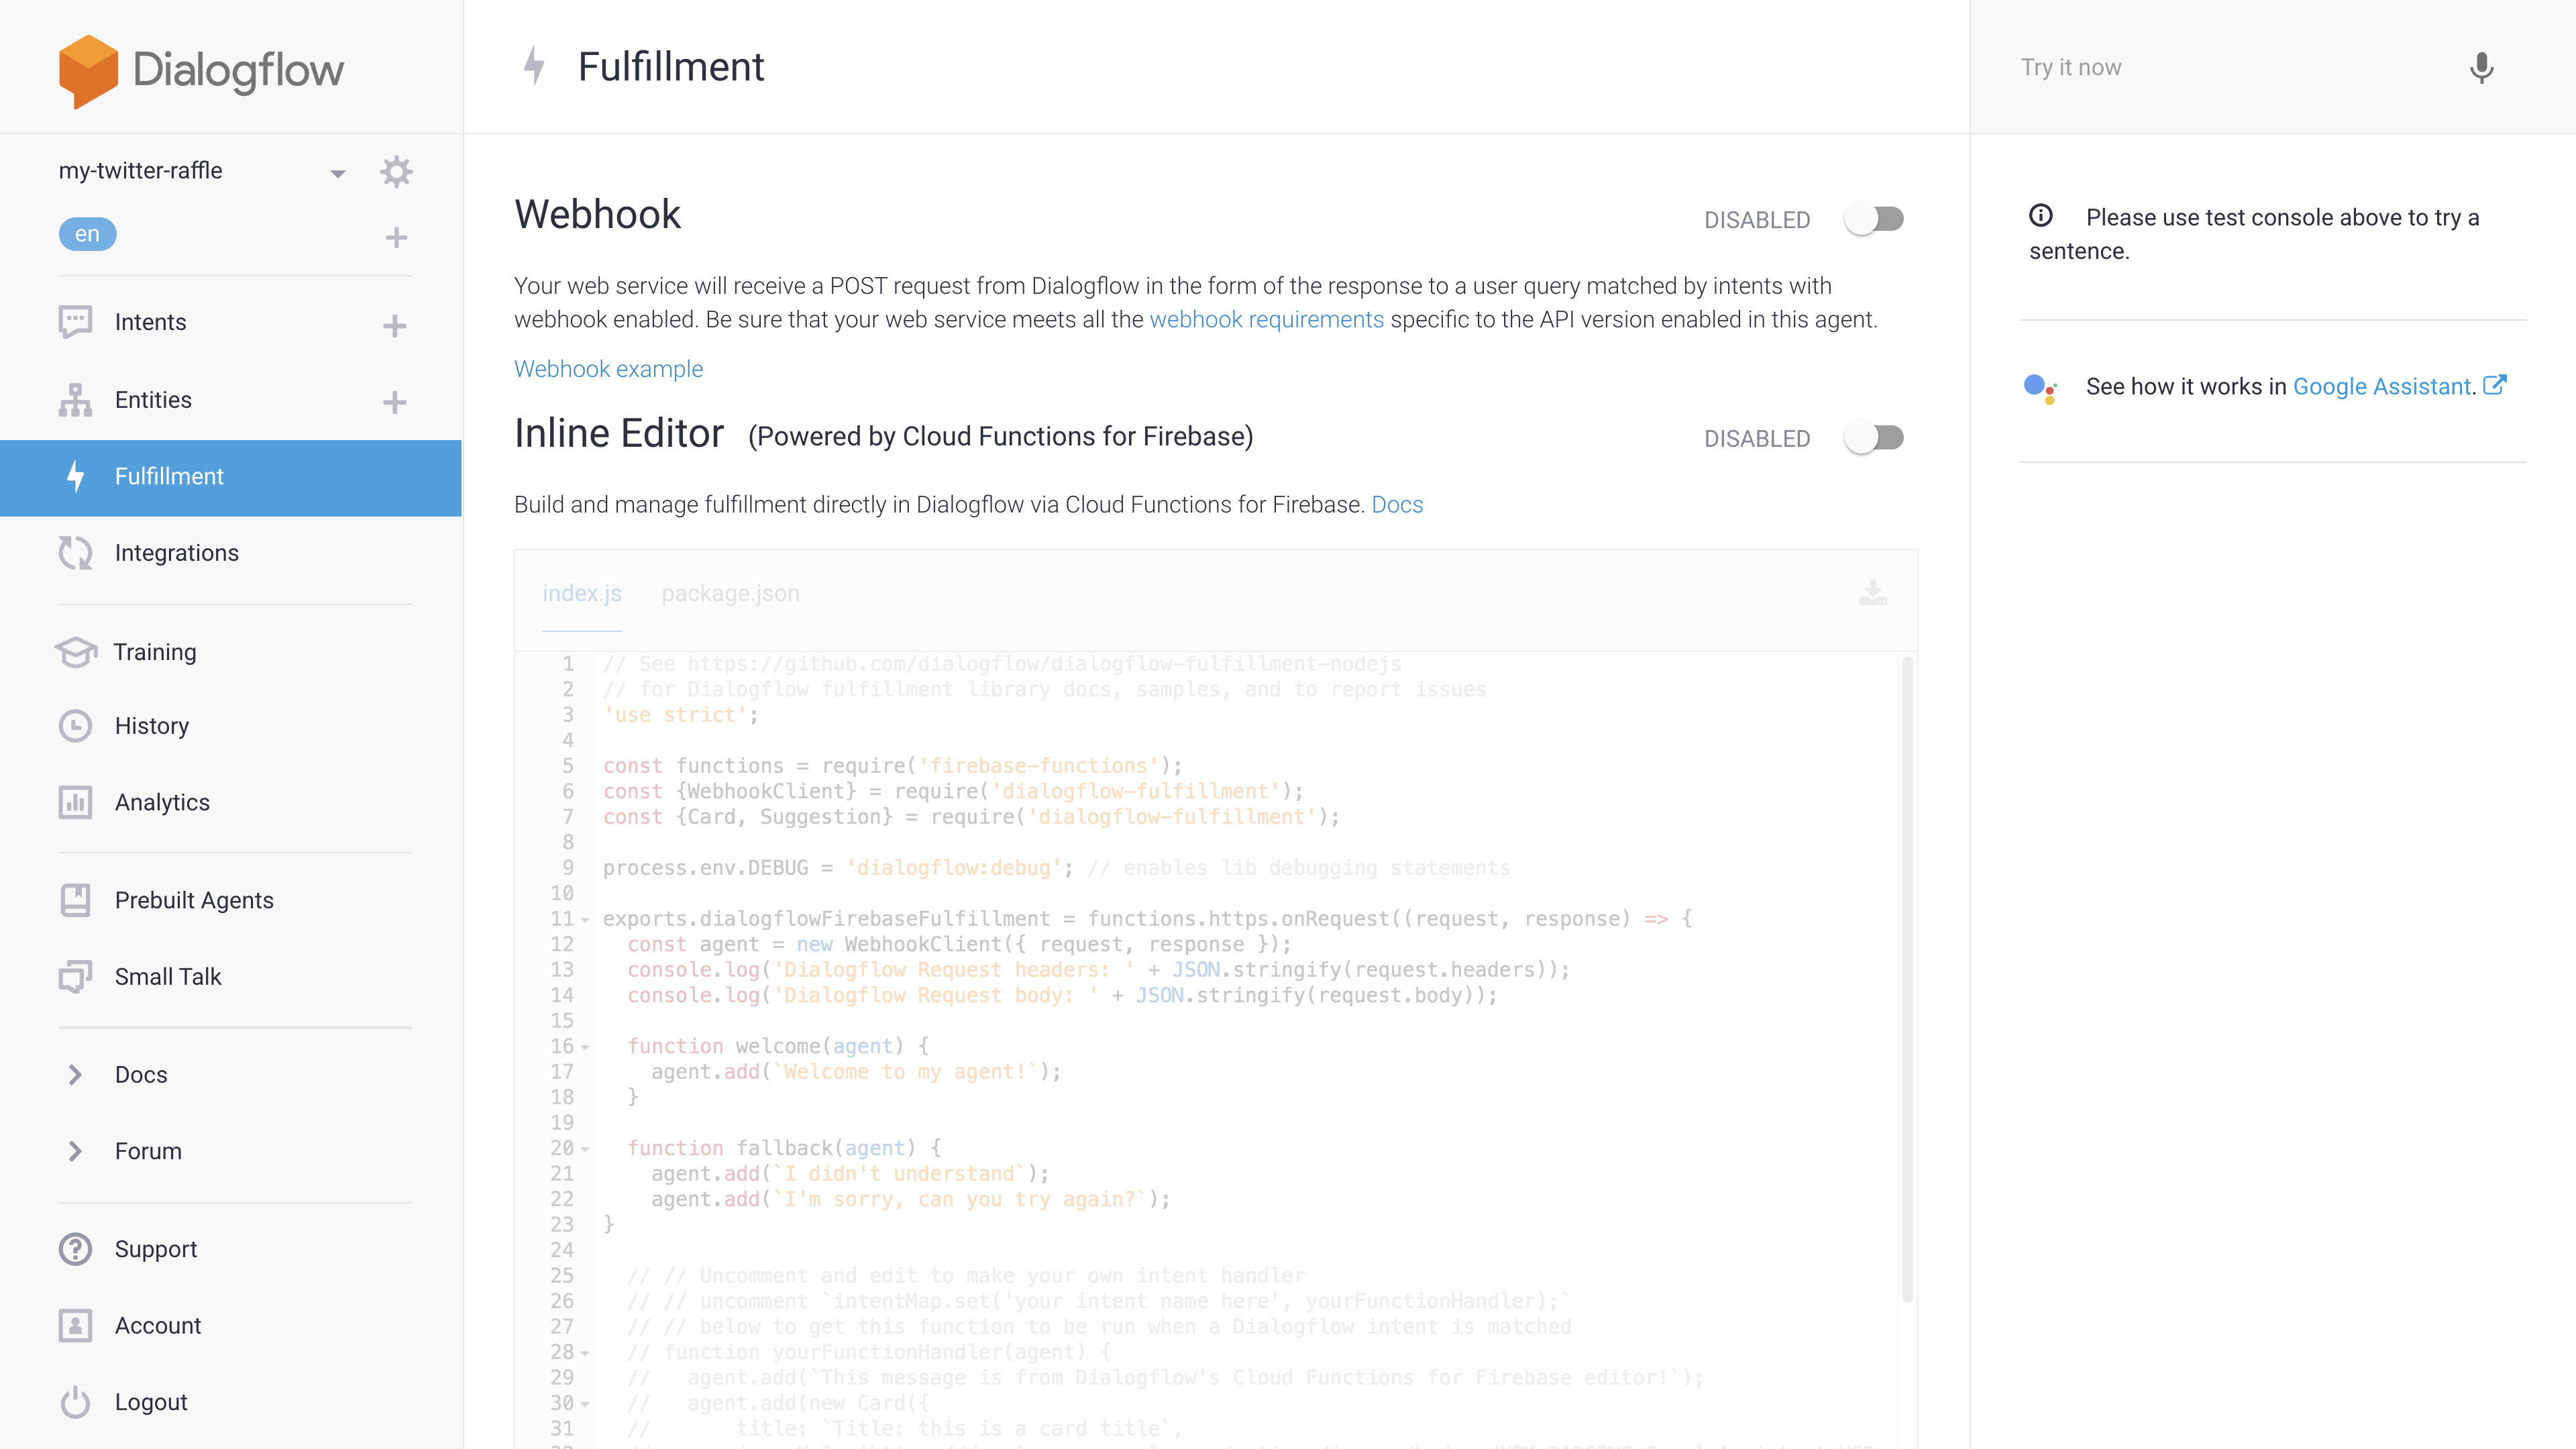 Dialogflow
my-twitter-raffle
en
Intents
Entities
Fulfillment
Integrations
Training
History
Analytics
Prebuilt Agents
Small Talk
Docs
Forum
Support
Account
Logout
Fulfillment
Webhook
DISABLED
Your web service will receive a POST request from Dialogflow in the form of the response to a user query matched by intents with
webhook enabled. Be sure that your web service meets all the webhook requirements specific to the API version enabled in this agent.
Webhook example
Inline Editor (Powered by Cloud Functions for Firebase)
DISABLED
Build and manage fulfillment directly in Dialogflow via Cloud Functions for Firebase. Docs
index.js package.json
1 // See https://github.com/dialogflow/dialogflow-fulfillment-nodejs
2 // for Dialogflow fulfillment library docs, samples, and to report issues
3 'use strict';
4
5 const functions = require('firebase-functions');
6 const {WebhookClient} = require('dialogflow-fulfillment');
7 const {Card, Suggestion} = require('dialogflow-fulfillment');
8
9 process.env.DEBUG = 'dialogflow:debug'; // enables lib debugging statements
10
11 exports.dialogflowFirebaseFulfillment = functions.https.onRequest((request, response) => {
12   const agent = new WebhookClient({ request, response });
13   console.log('Dialogflow Request headers: ' + JSON.stringify(request.headers));
14   console.log('Dialogflow Request body: ' + JSON.stringify(request.body));
15
16   function welcome(agent) {
17     agent.add(`Welcome to my agent!`);
18   }
19
20   function fallback(agent) {
21     agent.add(`I didn't understand`);
22     agent.add(`I'm sorry, can you try again?`);
23 }
24
25   // // Uncomment and edit to make your own intent handler
26   // // uncomment `intentMap.set('your intent name here', yourFunctionHandler);`
27   // // below to get this function to be run when a Dialogflow intent is matched
28   // function yourFunctionHandler(agent) {
29   //   agent.add(`This message is from Dialogflow's Cloud Functions for Firebase editor!`);
30   //   agent.add(new Card({
31   //       title: `Title: this is a card title`,
Try it now
Please use test console above to try a
sentence.
See how it works in Google Assistant.